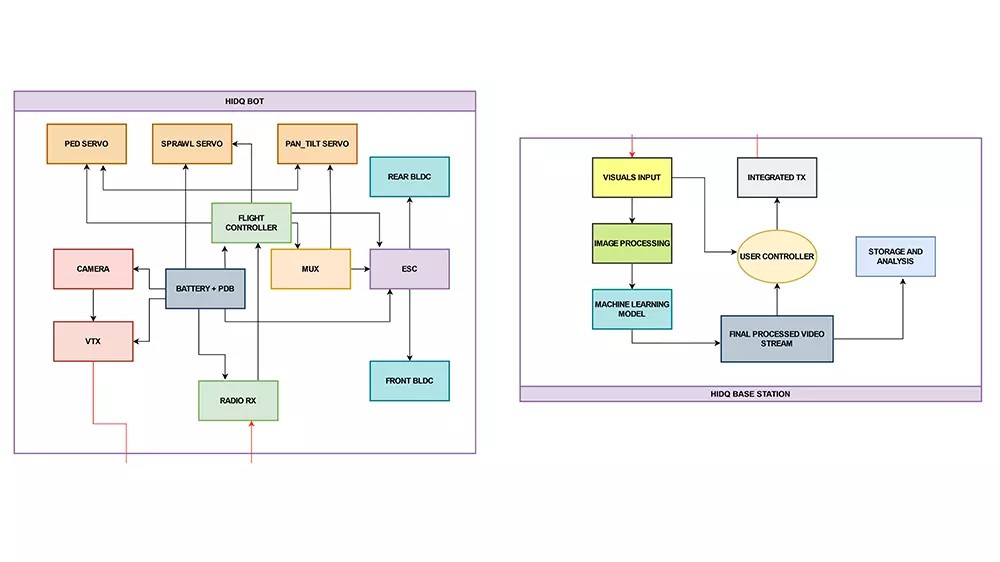 HIDQ BOT
PED SERVO
SPRAWL SERVO
PAN_TILT SERVO
REAR BLDC
FLIGHT
CONTROLLER
CAMERA
MUX
ESC
BATTERY + PDB
VTX
FRONT BLDC
RADIO RX
VISUALS INPUT
INTEGRATED TX
IMAGE PROCESSING
USER CONTROLLER
STORAGE AND
ANALYSIS
MACHINE LEARNING
MODEL
FINAL PROCESSED VIDEO
STREAM
HIDQ BASE STATION